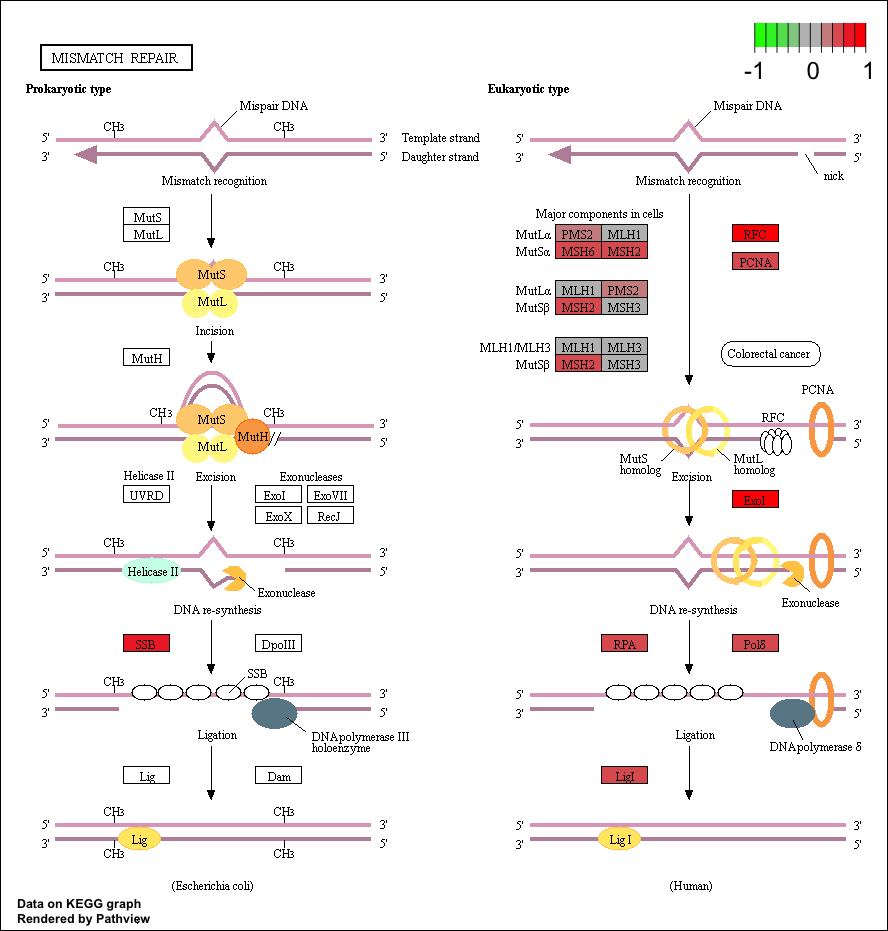 MISMATCH REPAIR
-1 0 1
Prokaryotic type
Mispair DNA
CH3 CH3
5' 3'
Template strand
3' 5'
Daughter strand
Mismatch recognition
MutS
MutL
CH3 MutS CH3
5' 3'
3' 5'
MutL
Incision
MutH
CH3 MutS CH3
5' 3'
3' 5'
MutL MutH
Helicase II Excision Exonucleases
UVRD ExoI ExoVII
ExoX RecJ
CH3 CH3
5' 3'
3' 5'
Helicase II
Exonuclease
DNA re-synthesis
SSB DpoIII
SSB
CH3 CH3
5' 3'
3' 5'
DNA polymerase III
holoenzyme
Ligation
Lig Dam
CH3 CH3
5' 3'
3' 5'
Lig
CH3 CH3
(Escherichia coli)
Eukaryotic type
Mispair DNA
5' 3'
3' 5'
nick
Mismatch recognition
Major components in cells
MutLα PMS2 MLH1
MutSα MSH6 MSH2
RFC
PCNA
MutLα MLH1 PMS2
MutSβ MSH2 MSH3
MLH1/MLH3 MLH1 MLH3
MutSβ MSH2 MLH3
Colorectal cancer
PCNA
RFC
5' 3'
3' 5'
MutS
homolog
MutL
homolog
Excision
ExoI
5' 3'
3' 5'
Exonuclease
DNA re-synthesis
RPA Polδ
5' 3'
3' 5'
DNA polymerase δ
Ligation
LigI
5' 3'
3' 5'
Lig I
(Human)
Data on KEGG graph
Rendered by Pathview